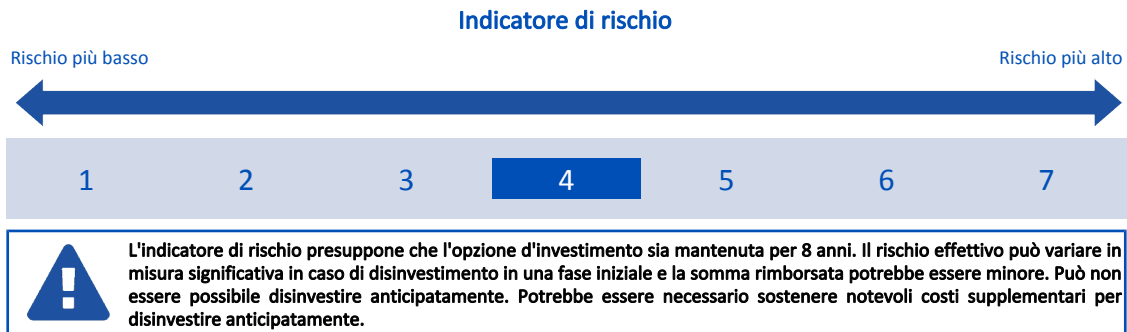 Indicatore di rischio
Rischio più basso
Rischio più alto
1 2 3 4 5 6 7
L'indicatore di rischio presuppone che l'opzione d'investimento sia mantenuta per 8 anni. Il rischio effettivo può variare in
misura significativa in caso di disinvestimento in una fase iniziale e la somma rimborsata potrebbe essere minore. Può non
essere possibile disinvestire anticipatamente. Potrebbe essere necessario sostenere notevoli costi supplementari per
disinvestire anticipatamente.